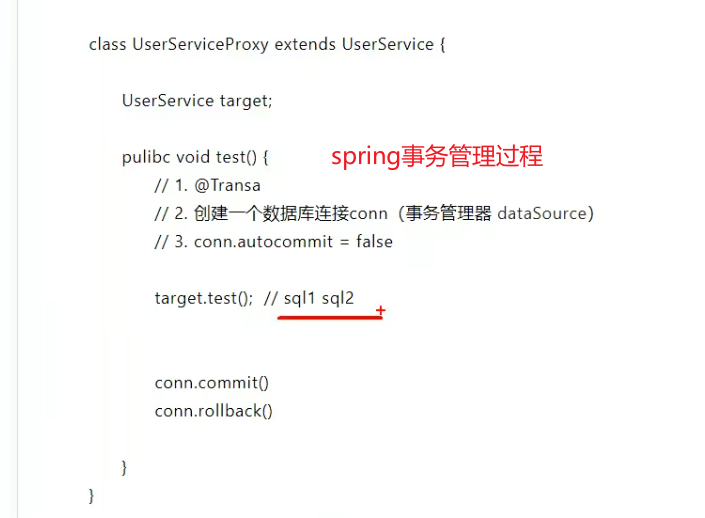 class UserServiceProxy extends UserService {
UserService target;
pulibc void test() {
spring事务管理过程
// 1. @Transa
// 2. 创建一个数据库连接conn（事务管理器 dataSource）
// 3. conn.autocommit = false
target.test(); // sql1 sql2
conn.commit()
conn.rollback()
}
}